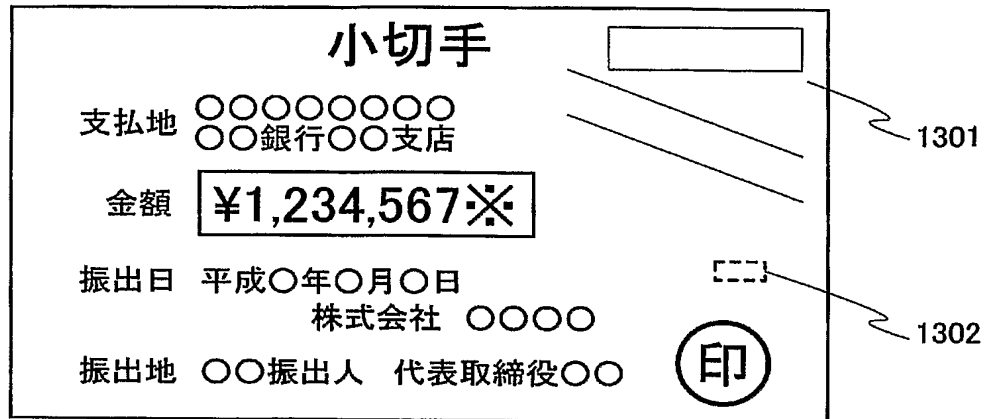 小切手
支払地 ○○○○○○○○
○○銀行○○支店
金額 ¥1,234,567※
振出日 平成○年○月○日
株式会社 ○○○○
振出地 ○○振出人 代表取締役○○
印
1301
1302